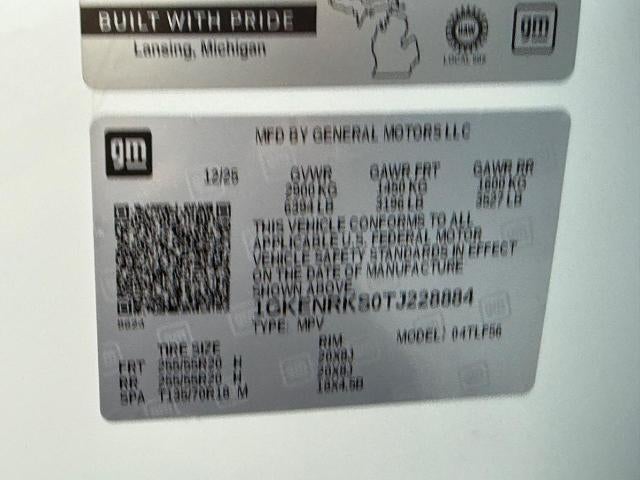 BUILT WITH PRIDE
Lansing, Michigan
UAW
LOCAL 602
gm
gm
MFD BY GENERAL MOTORS LLC
12/25 GVWR GAWR FRT GAWR RR
2900 KG 1450 KG 1600 KG
6394 LB 3196 LB 3527 LB
THIS VEHICLE CONFORMS TO ALL
APPLICABLE U.S. FEDERAL MOTOR
VEHICLE SAFETY STANDARDS IN EFFECT
ON THE DATE OF MANUFACTURE
SHOWN ABOVE.
1GKENRKS0TJ228884
TYPE: MPV MODEL: 04TLF56
TIRE SIZE RIM
FRT 255/55R20 H 20X8J
RR 255/55R20 H 20X8J
SPA T135/70R18 M 18X4.5B